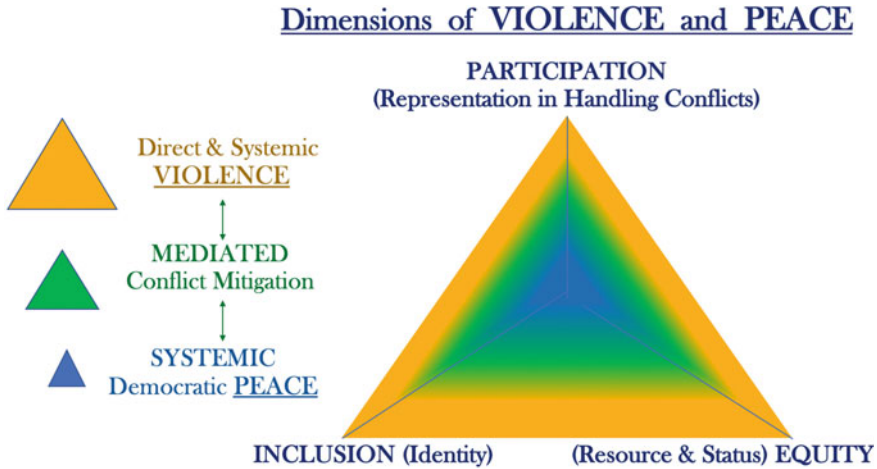 Dimensions of VIOLENCE and PEACE
PARTICIPATION
(Representation in Handling Conflicts)
Direct & Systemic
VIOLENCE
MEDIATED
Conflict Mitigation
SYSTEMIC
Democratic PEACE
INCLUSION (Identity)
(Resource & Status) EQUITY